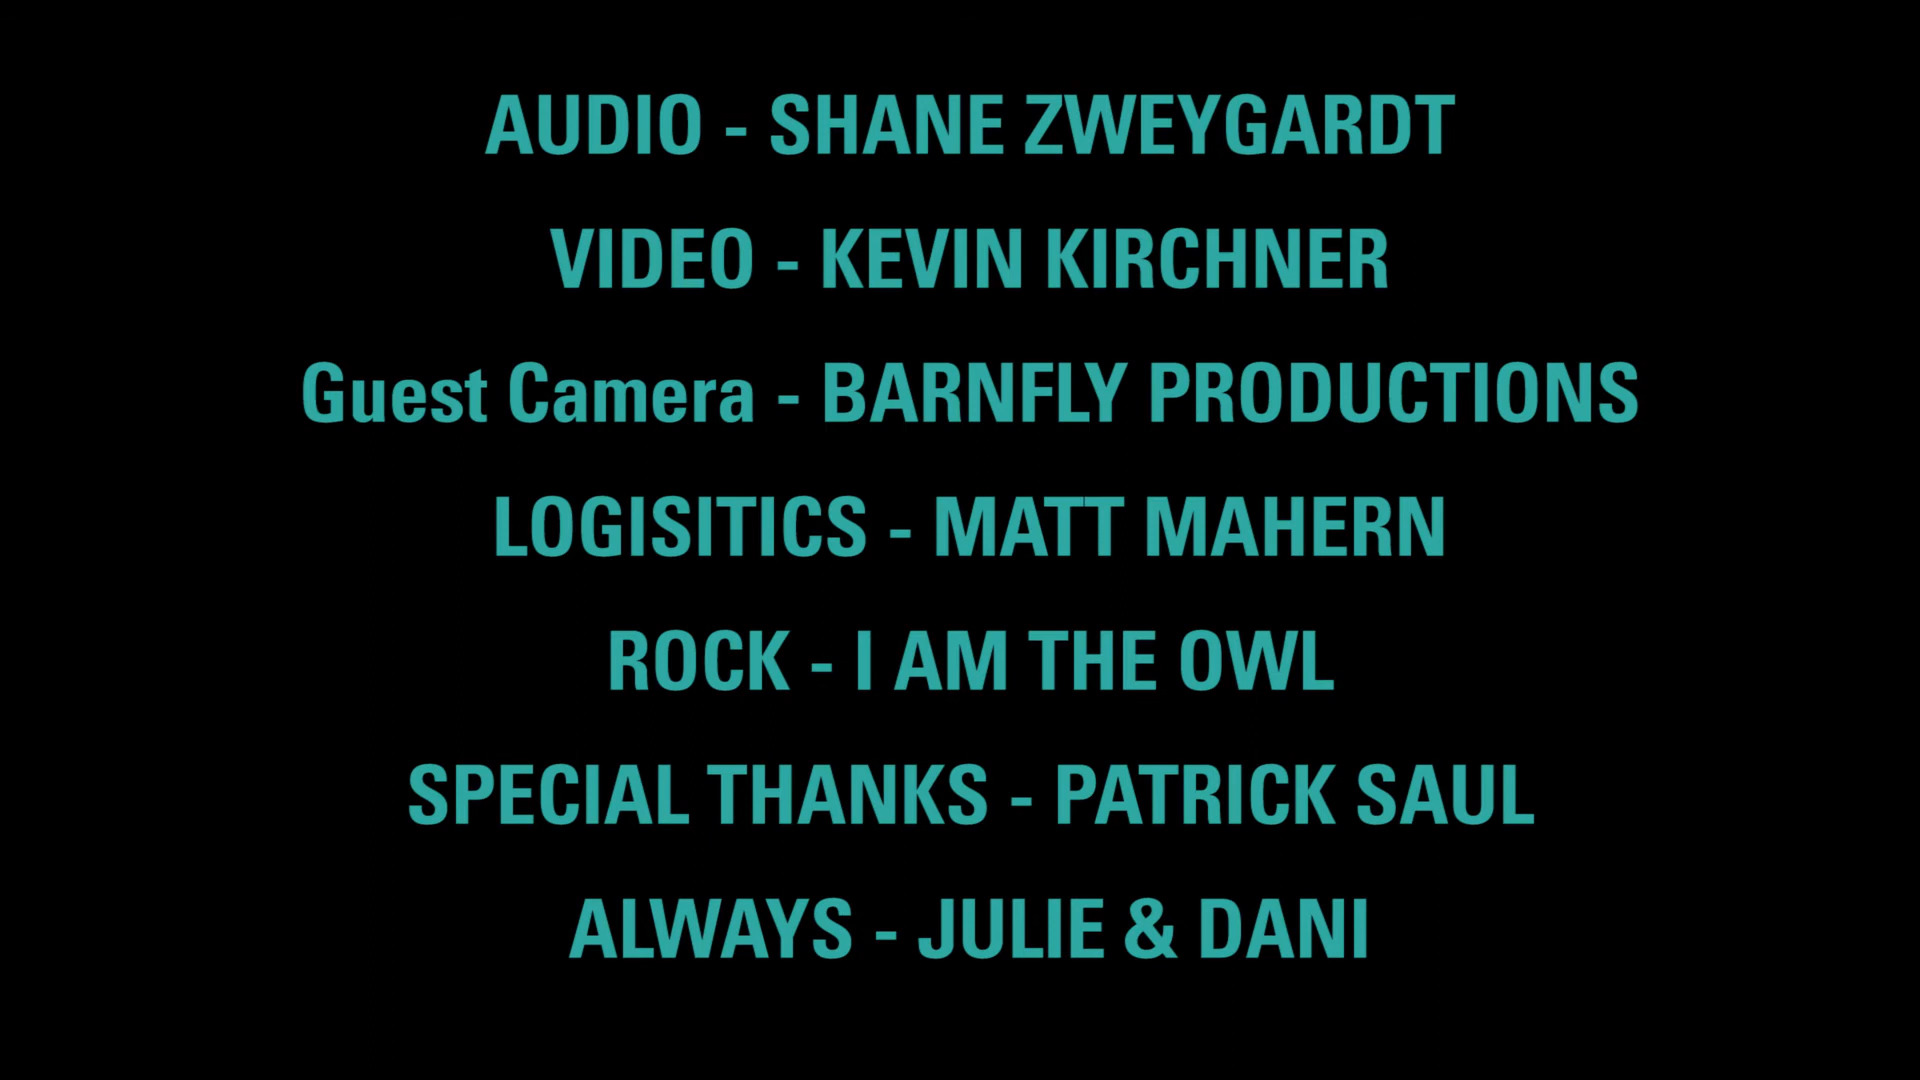 AUDIO - SHANE ZWEYGARDT
VIDEO - KEVIN KIRCHNER
Guest Camera - BARNFLY PRODUCTIONS
LOGISITICS - MATT MAHERN
ROCK - I AM THE OWL
SPECIAL THANKS - PATRICK SAUL
ALWAYS - JULIE & DANI